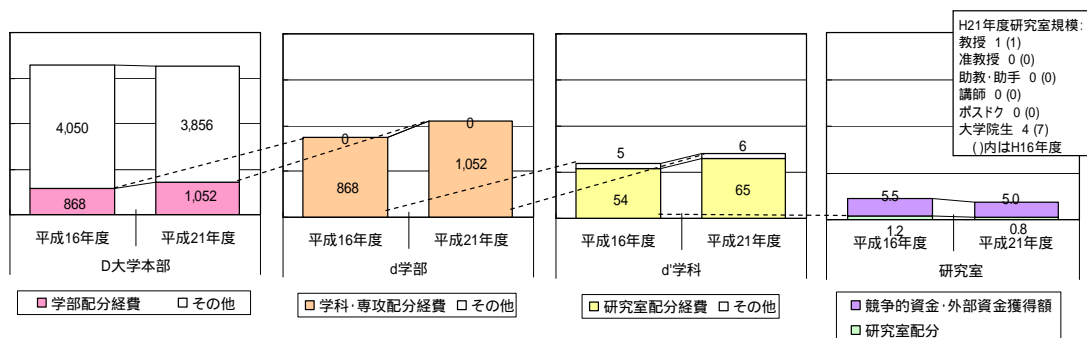 H21年度研究室規模:
教授 1 (1)
准教授 0 (0)
助教・助手 0 (0)
講師 0 (0)
ポスドク 0 (0)
大学院生 4 (7)
()内はH16年度
4,050
3,856
868
1,052
平成16年度
平成21年度
D大学本部
学部配分経費
その他
0
0
868
1,052
平成16年度
平成21年度
d学部
学科・専攻配分経費
その他
5
6
54
65
平成16年度
平成21年度
d'学科
研究室配分経費
その他
5.5
5.0
平成16年度
平成21年度
1.2
0.8
研究室
競争的資金・外部資金獲得額
研究室配分